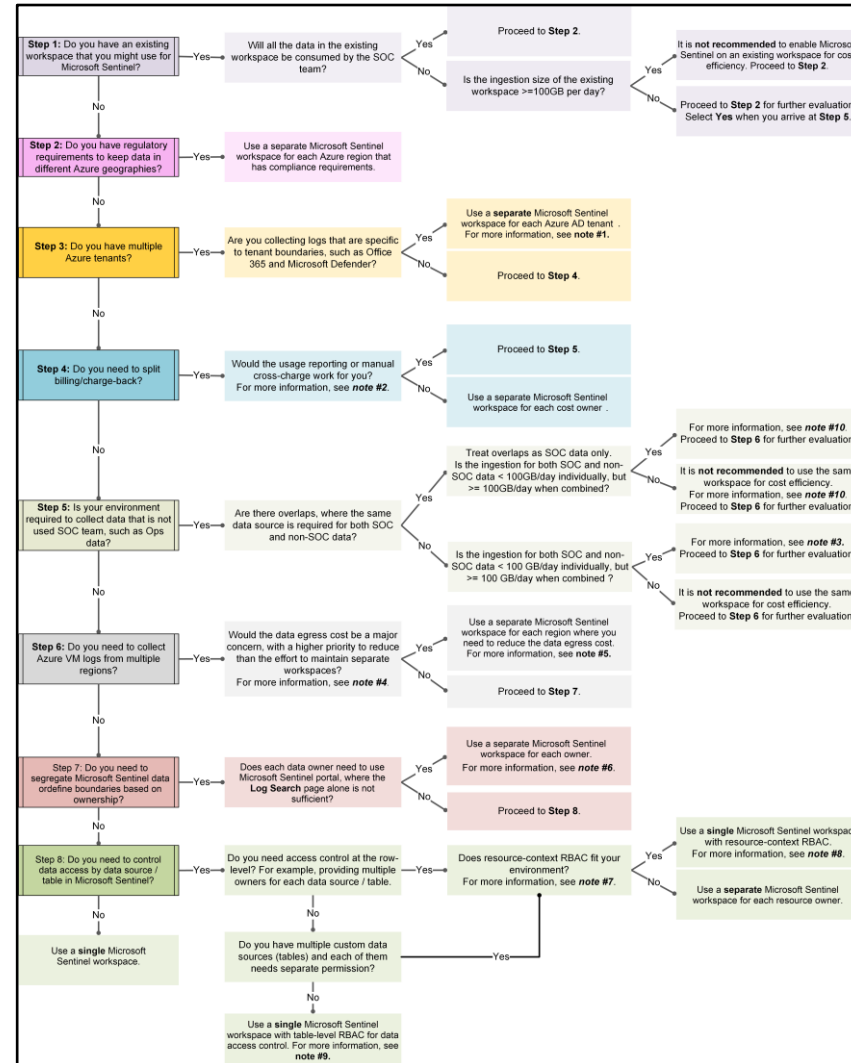 Step 1: Do you have an existing
workspace that you might use for
Microsoft Sentinel?
Yes
Will all the data in the existing
workspace be consumed by the SOC
team?
Yes
Proceed to Step 2.
No
Is the ingestion size of the existing
workspace >=100GB per day?
Yes
It is not recommended to enable
Sentinel on an existing workspace for
efficiency. Proceed to Step 2.
No
Proceed to Step 2 for further evaluation
Select Yes when you arrive at Step 5.
No
Step 2: Do you have regulatory
requirements to keep data in
different Azure geographies?
Yes
Use a separate Microsoft Sentinel
workspace for each Azure region that
has compliance requirements.
No
Step 3: Do you have multiple
Azure tenants?
Yes
Are you collecting logs that are specific
to tenant boundaries, such as Office
365 and Microsoft Defender?
Yes
Use a separate Microsoft Sentinel
workspace for each Azure AD tenant .
For more information, see note #1.
No
Proceed to Step 4.
No
Step 4: Do you need to split
billing/charge-back?
Yes
Would the usage reporting or manual
cross-charge work for you?
For more information, see note #2.
Yes
Proceed to Step 5.
No
Use a separate Microsoft Sentinel
workspace for each cost owner .
No
Step 5: Is your environment
required to collect data that is not
used SOC team, such as Ops
data?
Yes
Are there overlaps, where the same
data source is required for both SOC
and non-SOC data?
Yes
Treat overlaps as SOC data only.
Is the ingestion for both SOC and non-
SOC data < 100GB/day individually, but
>= 100GB/day when combined?
Yes
For more information, see note #10.
Proceed to Step 6 for further evaluation
No
It is not recommended to use the same
workspace for cost efficiency.
For more information, see note #10.
Proceed to Step 6 for further evaluation
No
Is the ingestion for both SOC and non-
SOC data < 100 GB/day individually, but
>= 100 GB/day when combined ?
Yes
For more information, see note #3.
Proceed to Step 6 for further evaluation
No
It is not recommended to use the same
workspace for cost efficiency.
Proceed to Step 6 for further evaluation
No
Step 6: Do you need to collect
Azure VM logs from multiple
regions?
Yes
Would the data egress cost be a major
concern, with a higher priority to reduce
than the effort to maintain separate
workspaces?
For more information, see note #4.
Yes
Use a separate Microsoft Sentinel
workspace for each region where you
need to reduce the data egress cost.
For more information, see note #5.
No
Proceed to Step 7.
No
Step 7: Do you need to
segregate Microsoft Sentinel data
ordefine boundaries based on
ownership?
Yes
Does each data owner need to use
Microsoft Sentinel portal, where the
Log Search page alone is not
sufficient?
Yes
Use a separate Microsoft Sentinel
workspace for each owner.
For more information, see note #6.
No
Proceed to Step 8.
No
Step 8: Do you need to control
data access by data source /
table in Microsoft Sentinel?
Yes
Do you need access control at the row-
level? For example, providing multiple
owners for each data source / table.
Yes
Does resource-context RBAC fit your
environment?
For more information, see note #7.
Yes
Use a single Microsoft Sentinel
with resource-context RBAC.
For more information, see note #8.
No
Use a separate Microsoft Sentinel
workspace for each resource owner.
No
Use a single Microsoft
Sentinel workspace.
No
Do you have multiple custom data
sources (tables) and each of them
needs separate permission?
Yes
No
Use a single Microsoft Sentinel
workspace with table-level RBAC for data
access control. For more information, see
note #9.